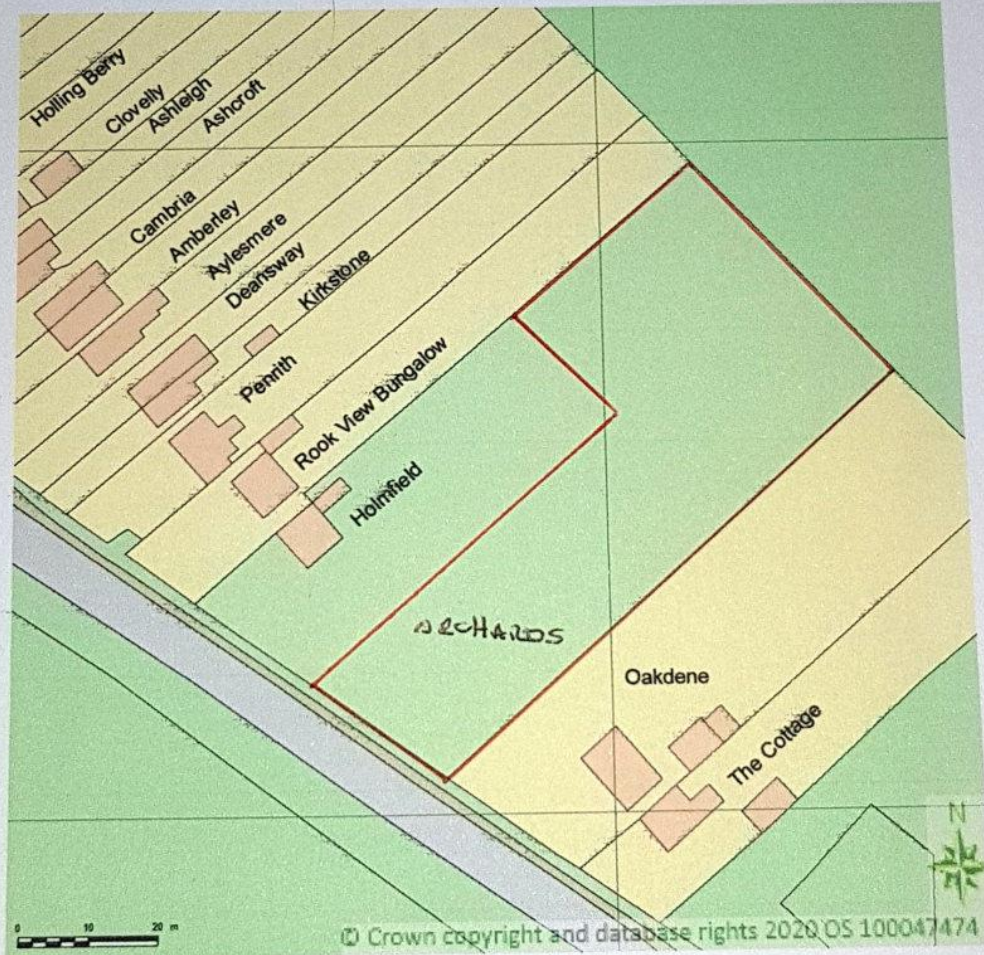 Holling Berry
Clovelly
Ashleigh
Ashcroft
Cambria
Amberley
Aylesmere
Deansway
Kirkstone
Penrith
Rook View Bungalow
Holmfield
ARCHARDS
Oakdene
The Cottage
N
0 10 20 m
© Crown copyright and database rights 2020 OS 100047474